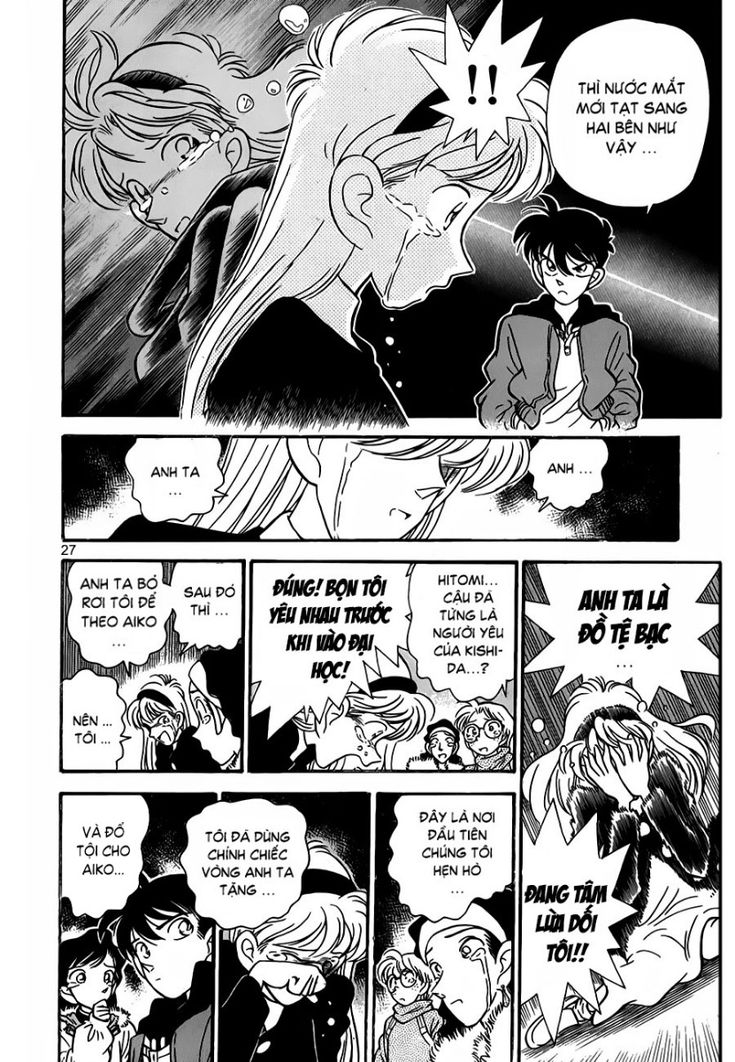 THÌ NƯỚC MẮT
MỚI TẠT SANG
HAI BÊN NHƯ
VẬY ...
!!
ANH ...
ANH TA
...
27
ANH TA LÀ
ĐỒ TỆ BẠC
...
ĐANG TÂM
LỪA DỐI
TÔI!!
HITOMI...
CẬU ĐÃ
TỪNG LÀ
NGƯỜI YÊU
CỦA KISHI-
DA...?
ĐÚNG! BỌN TÔI
YÊU NHAU TRƯỚC
KHI VÀO ĐẠI
HỌC!
SAU ĐÓ
THÌ ...
ANH TA BỎ
RƠI TÔI ĐỂ
THEO AIKO
...
NÊN ...
TÔI ...
ĐÂY LÀ NƠI
ĐẦU TIÊN
CHÚNG TÔI
HẸN HÒ
...
TÔI ĐÃ DÙNG
CHÍNH CHIẾC
VÒNG ANH TA
TẶNG ...
VÀ ĐỔ
TỘI CHO
AIKO...